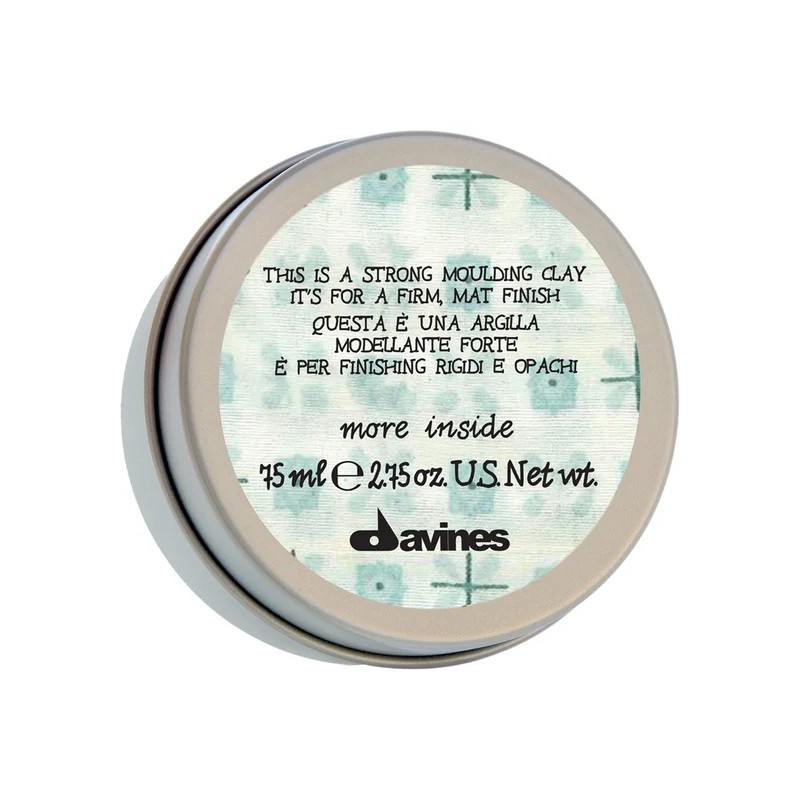 THIS IS A STRONG MOULDING CLAY
IT'S FOR A FIRM, MAT FINISH
QUESTA È UNA ARGILLA
MODELLANTE FORTE
È PER FINISHING RIGIDI E OPACHI
more inside
75 ml ℮ 2.75 oz. U.S. Net wt.
davines